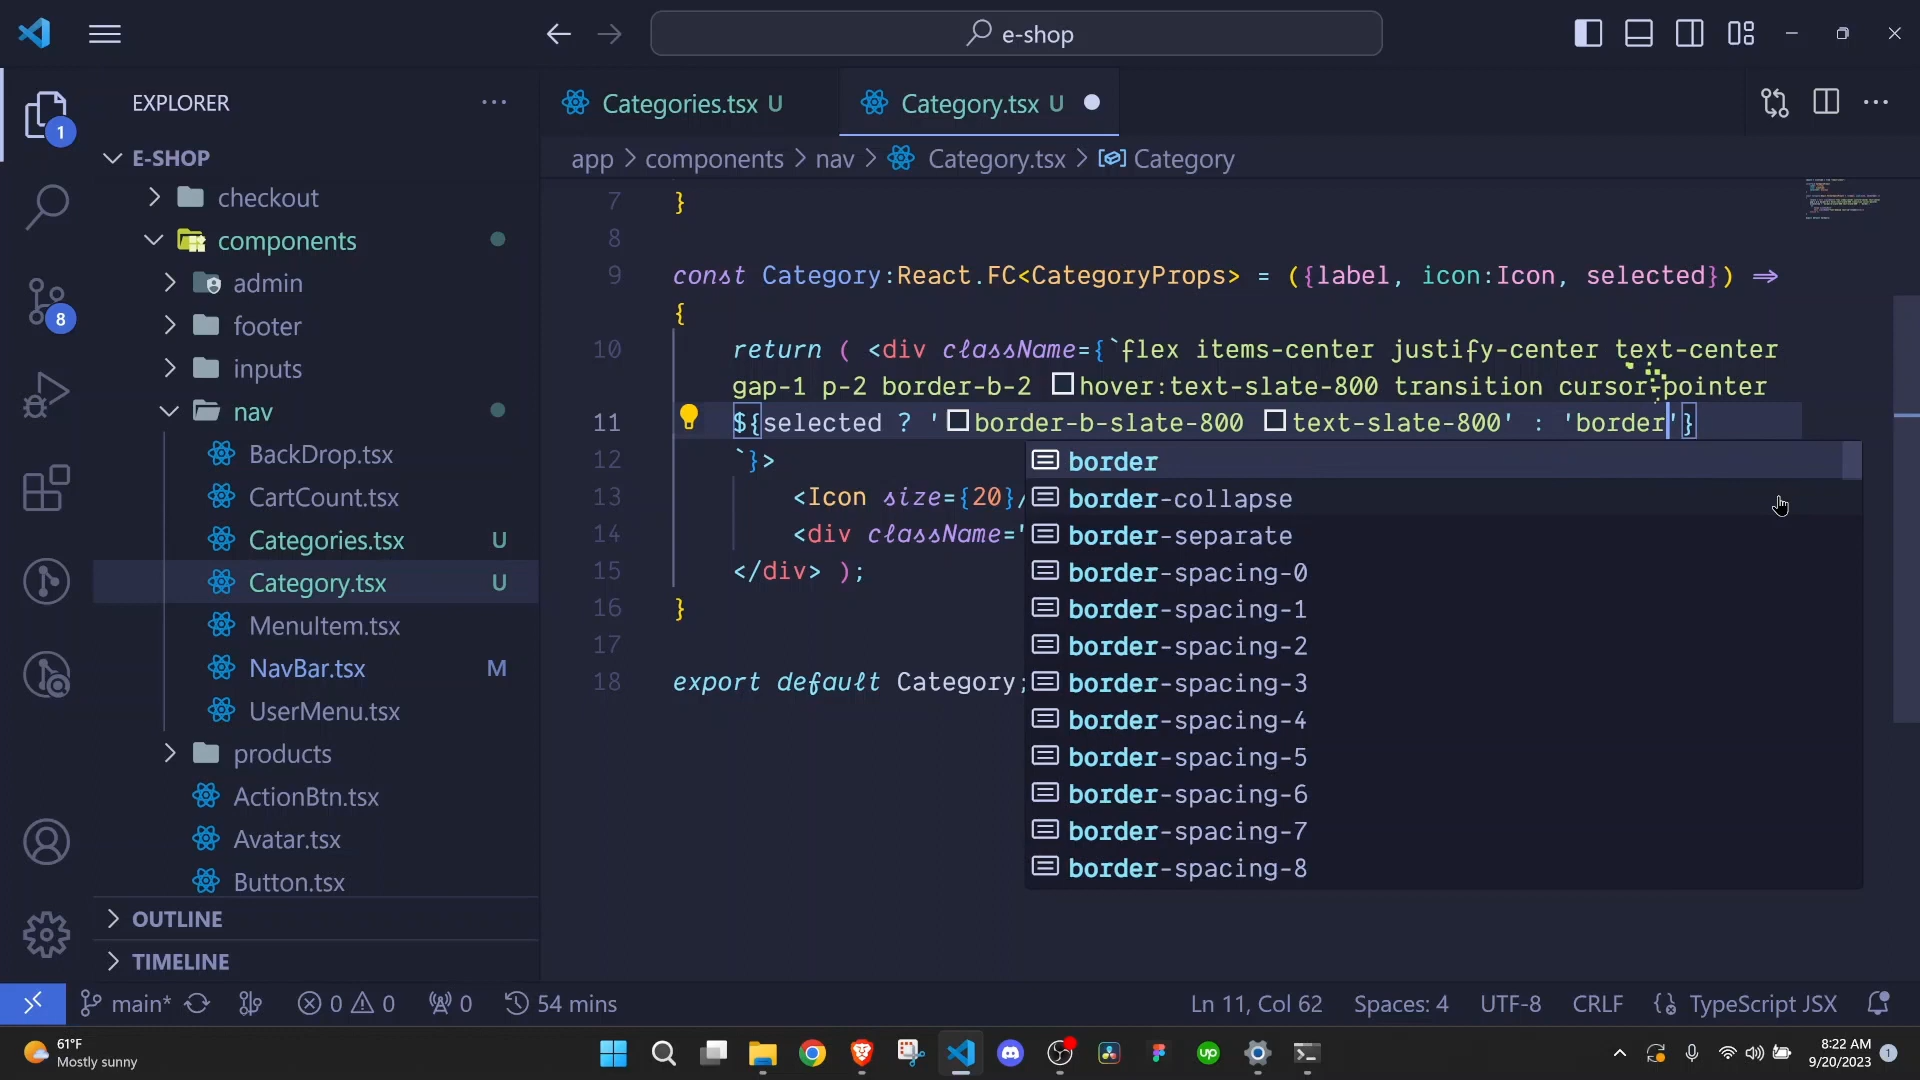 e-shop
EXPLORER
Categories.tsx U
Category.tsx U
1
E-SHOP
app > components > nav > Category.tsx > Category
checkout
components
admin
footer
inputs
nav
BackDrop.tsx
CartCount.tsx
Categories.tsx U
Category.tsx U
MenuItem.tsx
NavBar.tsx M
UserMenu.tsx
products
ActionBtn.tsx
Avatar.tsx
Button.tsx
OUTLINE
TIMELINE
8
7 }
8
9 const Category:React.FC<CategoryProps> = ({label, icon:Icon, selected}) ⇒
{
10 return ( <div className={`flex items-center justify-center text-center
gap-1 p-2 border-b-2 hover:text-slate-800 transition cursor-pointer
11 ${selected ? 'border-b-slate-800 text-slate-800' : 'border'}
12 `}>
13 <Icon size={20}/
14 <div className='
15 </div> );
16 }
17
18 export default Category;
border
border-collapse
border-separate
border-spacing-0
border-spacing-1
border-spacing-2
border-spacing-3
border-spacing-4
border-spacing-5
border-spacing-6
border-spacing-7
border-spacing-8
main* 0 0 0 54 mins Ln 11, Col 62 Spaces: 4 UTF-8 CRLF TypeScript JSX
61°F
Mostly sunny
up
8:22 AM
9/20/2023
1